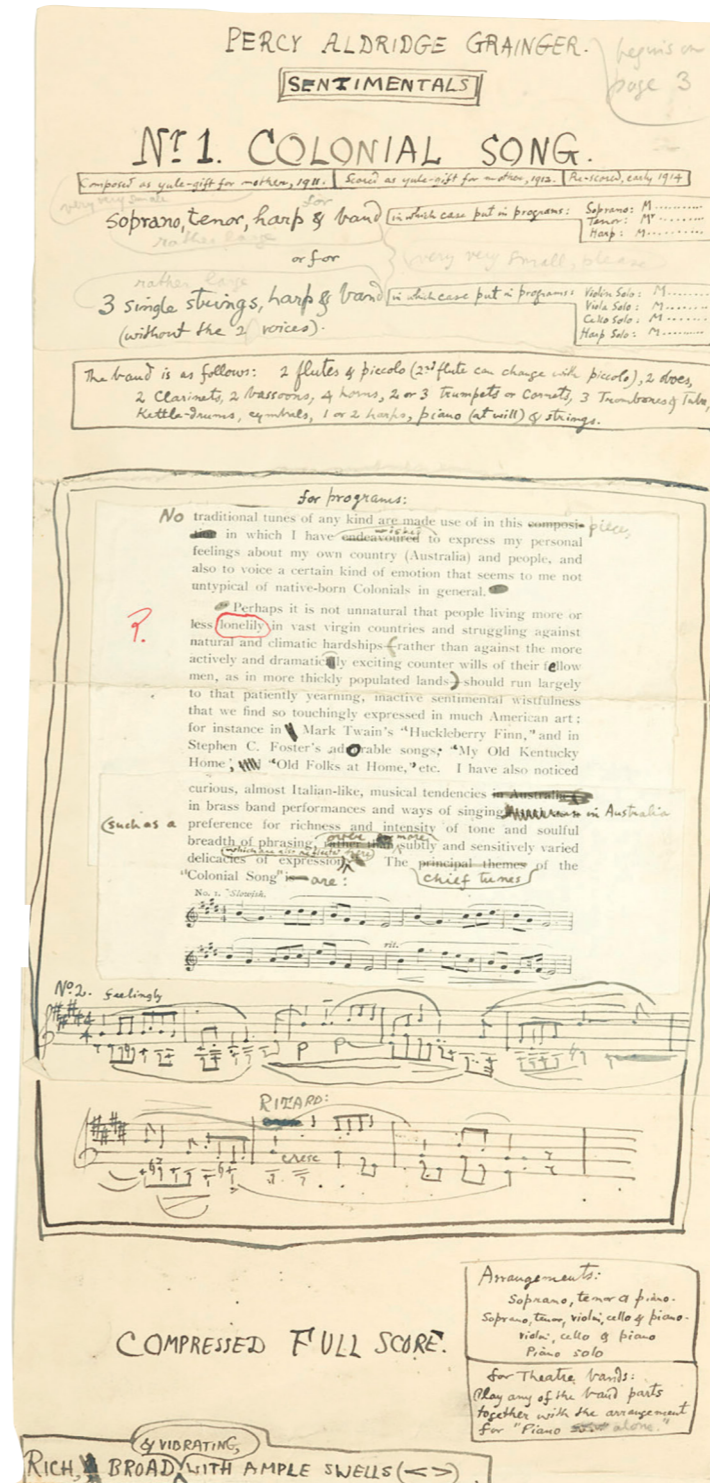 PERCY ALDRIDGE GRAINGER.
begins on
page 3
SENTIMENTALS
Nr 1. COLONIAL SONG.
Composed as yule-gift for mother, 1911. Scored as yule-gift for mother, 1912. Re-scored, early 1914
very very small
for
soprano, tenor, harp & band in which case put in programs: Soprano: M..........
Tenor: Mr..........
Harp: M..........
rather large
or for
very very small, please
rather large
3 single strings, harp & band in which case put in programs: Violin Solo: M........
Viola Solo: M........
Cello Solo: M........
Harp Solo: M........
(without the 2 voices).
The band is as follows: 2 flutes & piccolo (2nd flute can change with piccolo), 2 oboes,
2 Clarinets, 2 bassoons, 4 horns, 2 or 3 trumpets or Cornets, 3 Trombones & Tuba,
Kettle-drums, cymbals, 1 or 2 harps, piano (at will) & strings.
for programs:
No traditional tunes of any kind are made use of in this composi- piece,
tion in which I have endeavoured wished to express my personal
feelings about my own country (Australia) and people, and
also to voice a certain kind of emotion that seems to me not
untypical of native-born Colonials in general.
Perhaps it is not unnatural that people living more or
?. less lonelily in vast virgin countries and struggling against
natural and climatic hardships (rather than against the more
actively and dramatically exciting counter wills of their fellow
men, as in more thickly populated lands) should run largely
to that patiently yearning, inactive sentimental wistfulness
that we find so touchingly expressed in much American art;
for instance in Mark Twain's "Huckleberry Finn," and in
Stephen C. Foster's adorable songs, "My Old Kentucky
Home", "Old Folks at Home," etc. I have also noticed
curious, almost Italian-like, musical tendencies in Australia
in brass band performances and ways of singing in Australia
(such as a preference for richness and intensity of tone and soulful
breadth of phrasing, rather than over more subtly and sensitively varied
delicacies of expression). The principal themes of the
"Colonial Song" are: chief tunes
No. 1. Slowish.
rit.
No. 2. feelingly
RITARD:
cresc
Arrangements:
Soprano, tenor & piano.
Soprano, tenor, violin, cello & piano.
violin, cello & piano
Piano solo
COMPRESSED FULL SCORE.
for Theatre bands:
Play any of the band parts
together with the arrangement
for "Piano alone."
& VIBRATING,
RICH, BROAD WITH AMPLE SWELLS (< >)